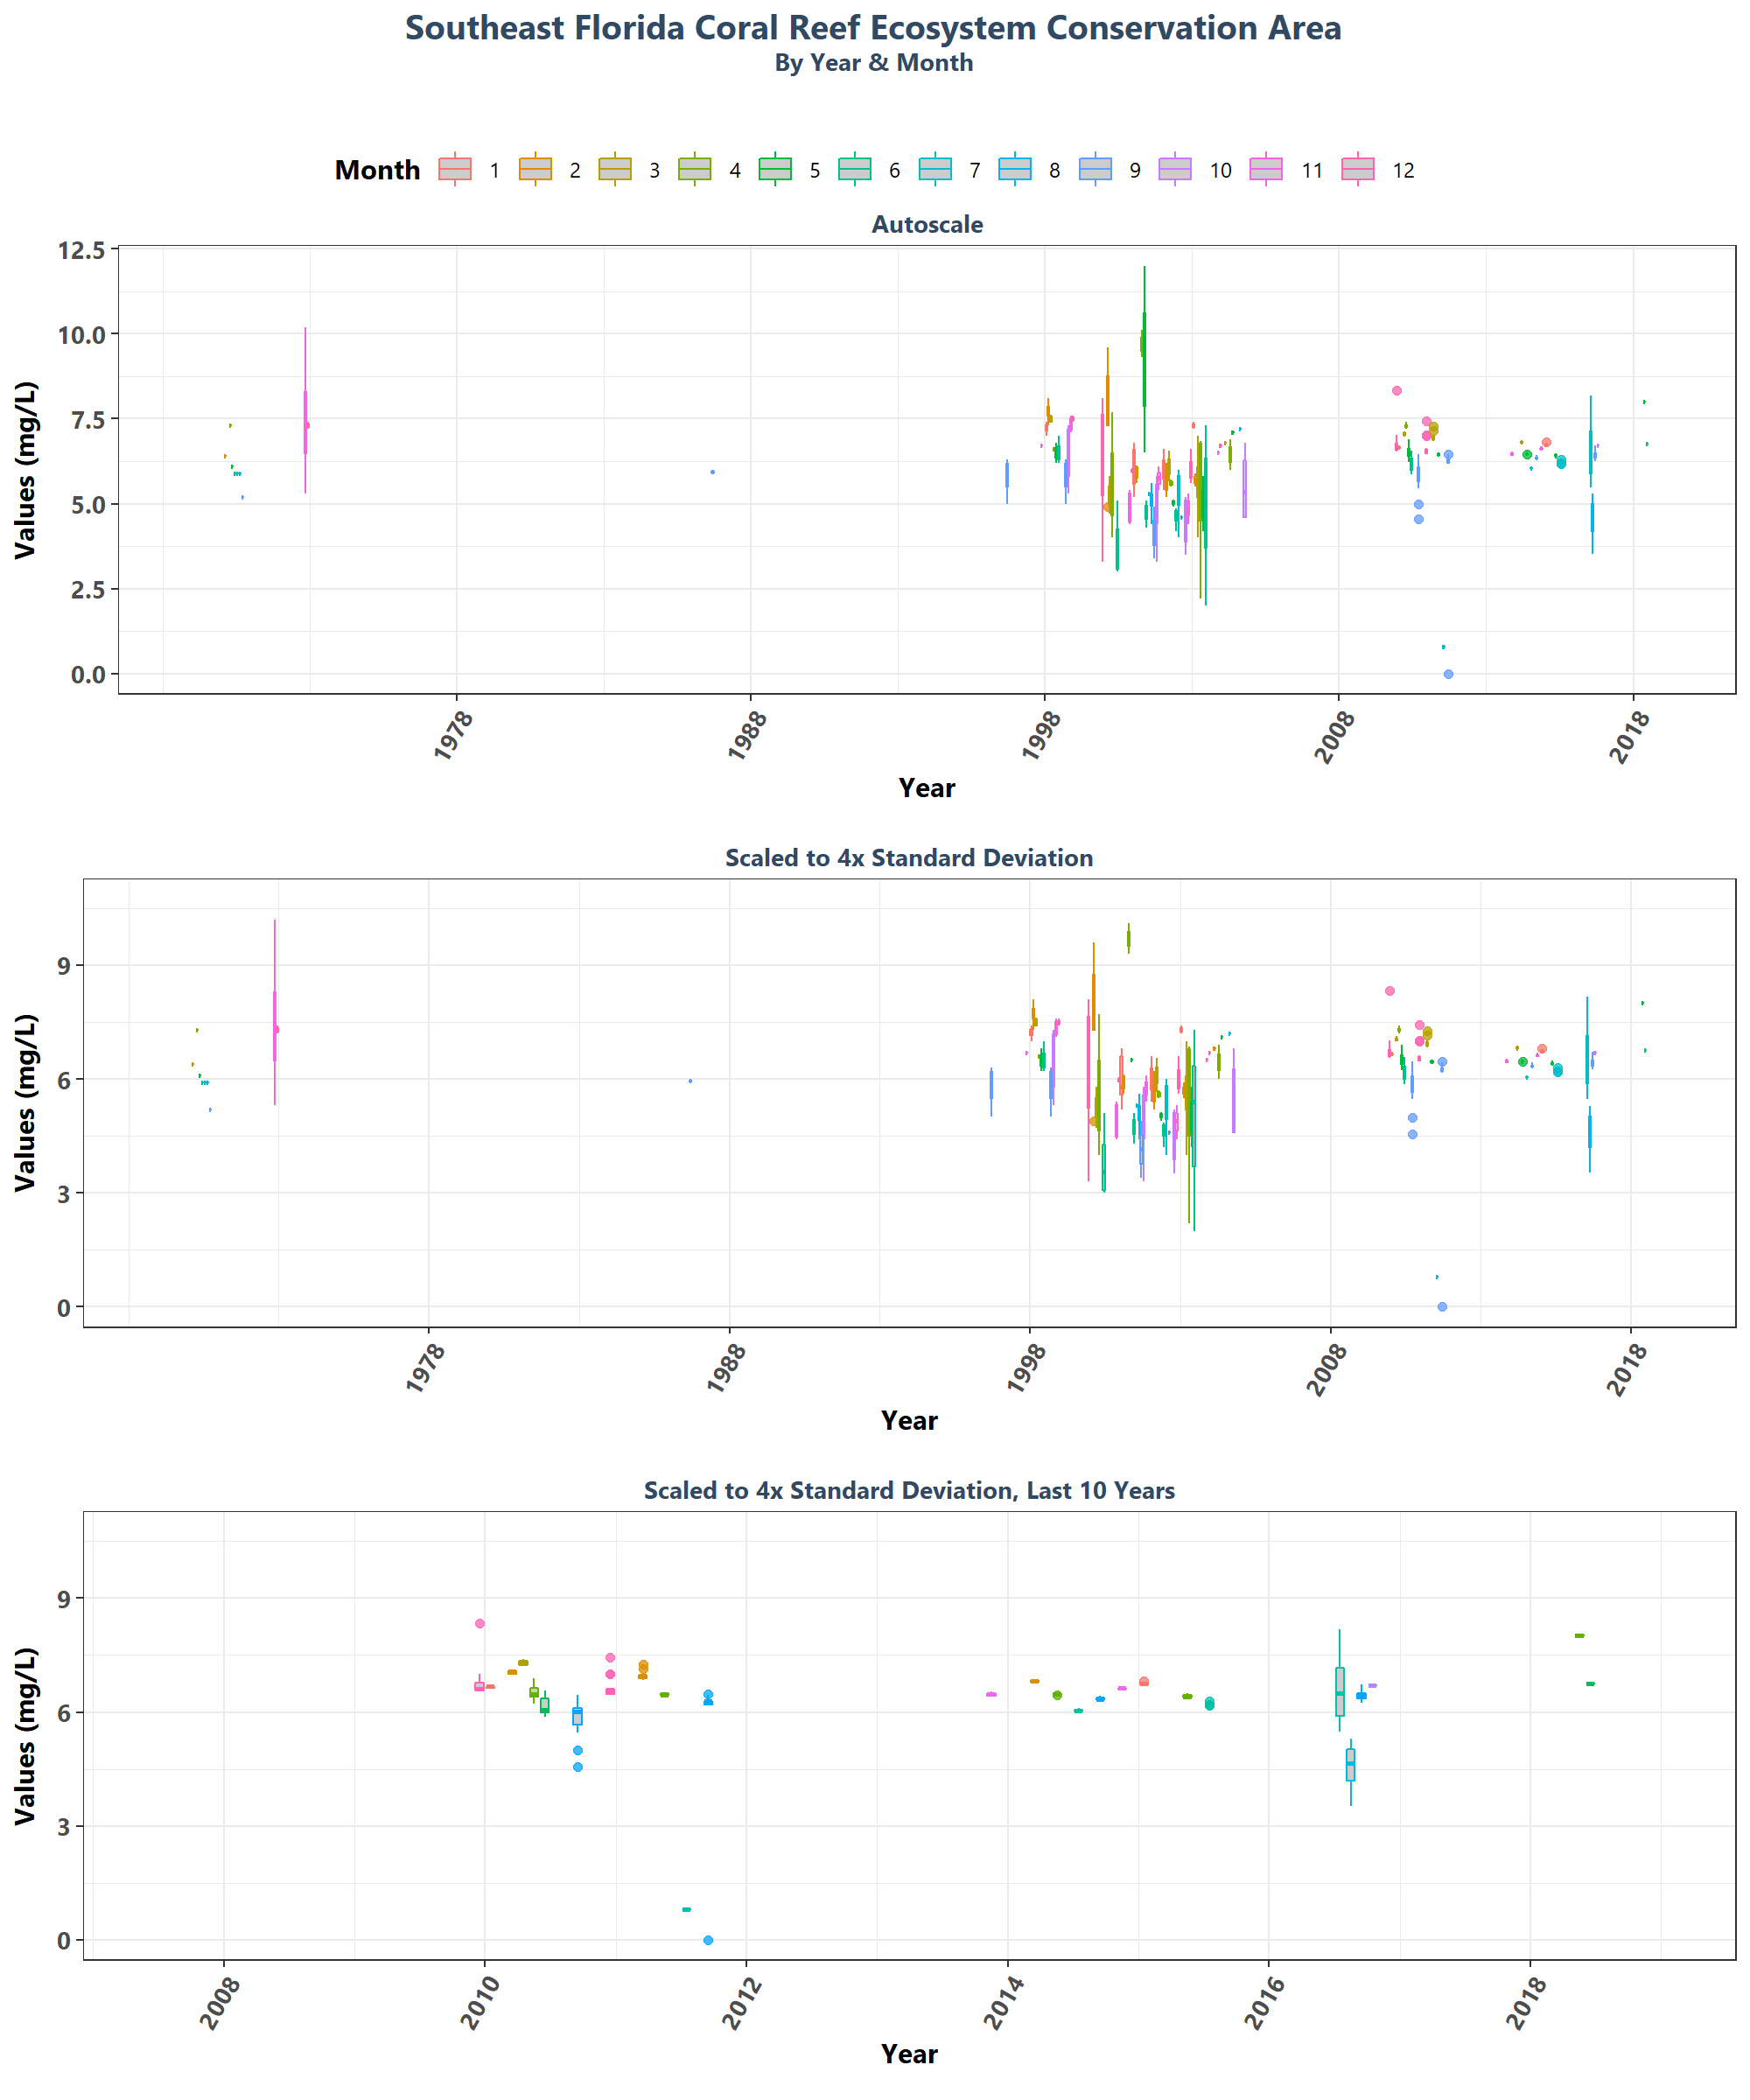 Southeast Florida Coral Reef Ecosystem Conservation Area
By Year & Month
Month 1 2 3 4 5 6 7 8 9 10 11 12
Autoscale
Values (mg/L)
12.5
10.0
7.5
5.0
2.5
0.0
1978 1988 1998 2008 2018
Year
Scaled to 4x Standard Deviation
Values (mg/L)
9
6
3
0
1978 1988 1998 2008 2018
Year
Scaled to 4x Standard Deviation, Last 10 Years
Values (mg/L)
9
6
3
0
2008 2010 2012 2014 2016 2018
Year